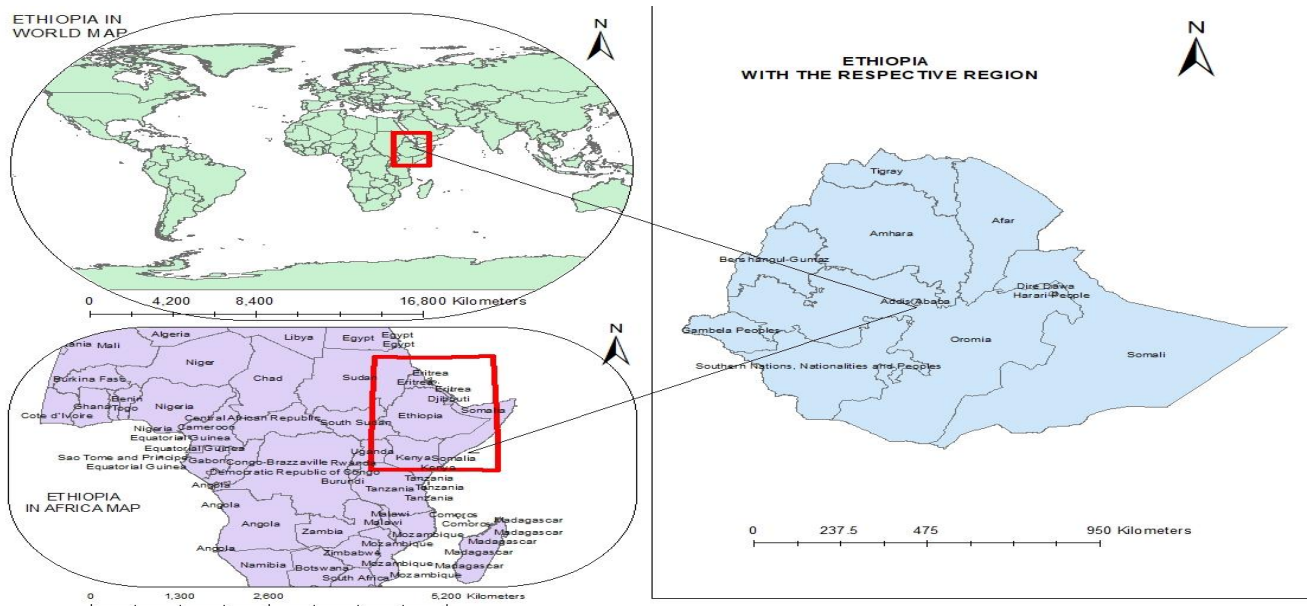 ETHIOPIA IN
WORLD MAP
N
0 4,200 8,400 16,800 Kilometers
N
Algeria
Libya
Egypt
Egypt
Egypt
Mali
Niger
Chad
Sudan
Eritrea
Eritrea
Eritrea
Djibouti
Burkina Faso
Benin
Ghana
Togo
Nigeria
Ethiopia
Somalia
Cote d'Ivoire
Central African Republic
South Sudan
Nigeria
Cameroon
Equatorial Guinea
Equatorial Guinea
Uganda
Sao Tome and Principe
Gabon
Congo-Brazzaville
Rwanda
Kenya
Somalia
Equatorial Guinea
Democratic Republic of Congo
Kenya
Angola
Burundi
Tanzania
Tanzania
Tanzania
Tanzania
ETHIOPIA
IN AFRICA MAP
Angola
Angola
Malawi
Malawi
Comoros
Comoros
Madagascar
Madagascar
Madagascar
Madagascar
Madagascar
Zambia
Mozambique
Mozambique
Mozambique
Mozambique
Angola
Zimbabwe
Namibia
Botswana
South Africa
0 1,300 2,600 5,200 Kilometers
N
ETHIOPIA
WITH THE RESPECTIVE REGION
Tigray
Afar
Amhara
Benshangul-Gumaz
Dire Dawa
Harari People
Addis Ababa
Gambela Peoples
Oromia
Somali
Southern Nations, Nationalities and Peoples
0 237.5 475 950 Kilometers